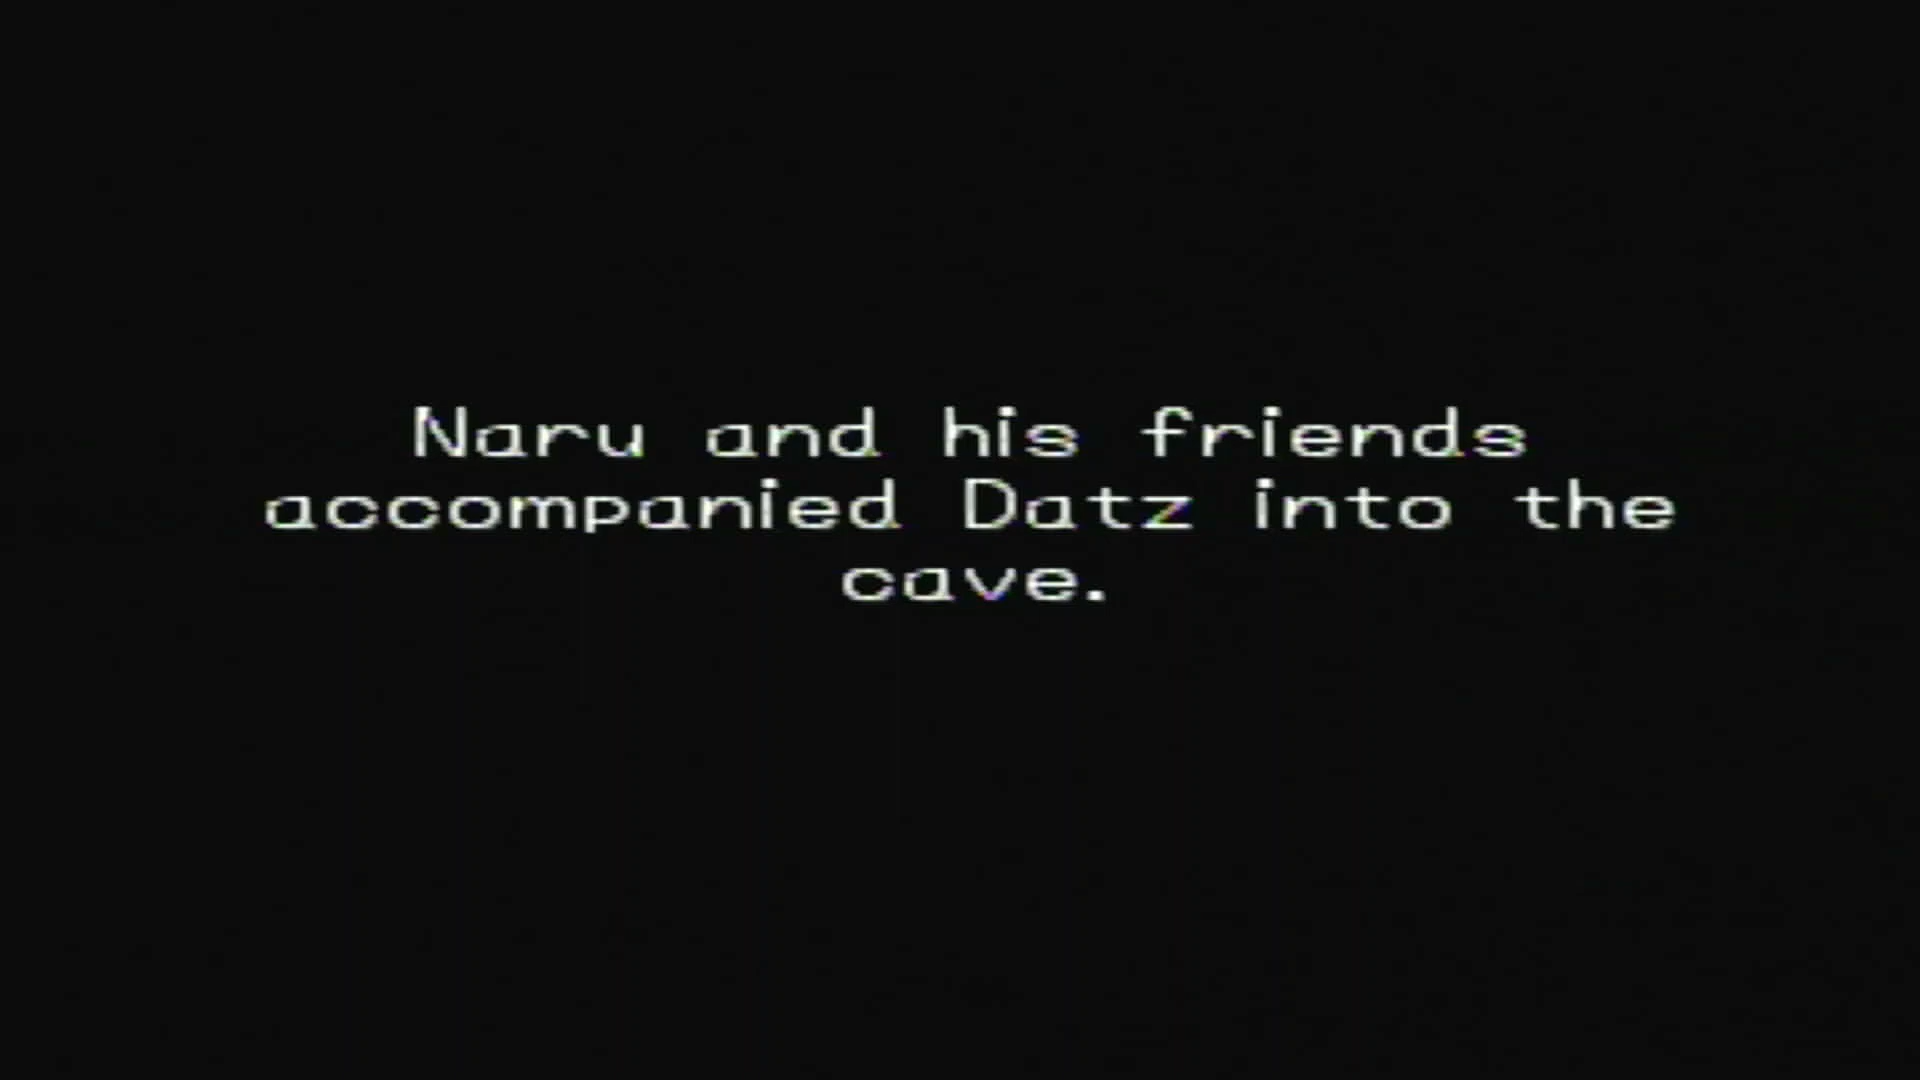 Naru and his friends
accompanied Datz into the
cave.